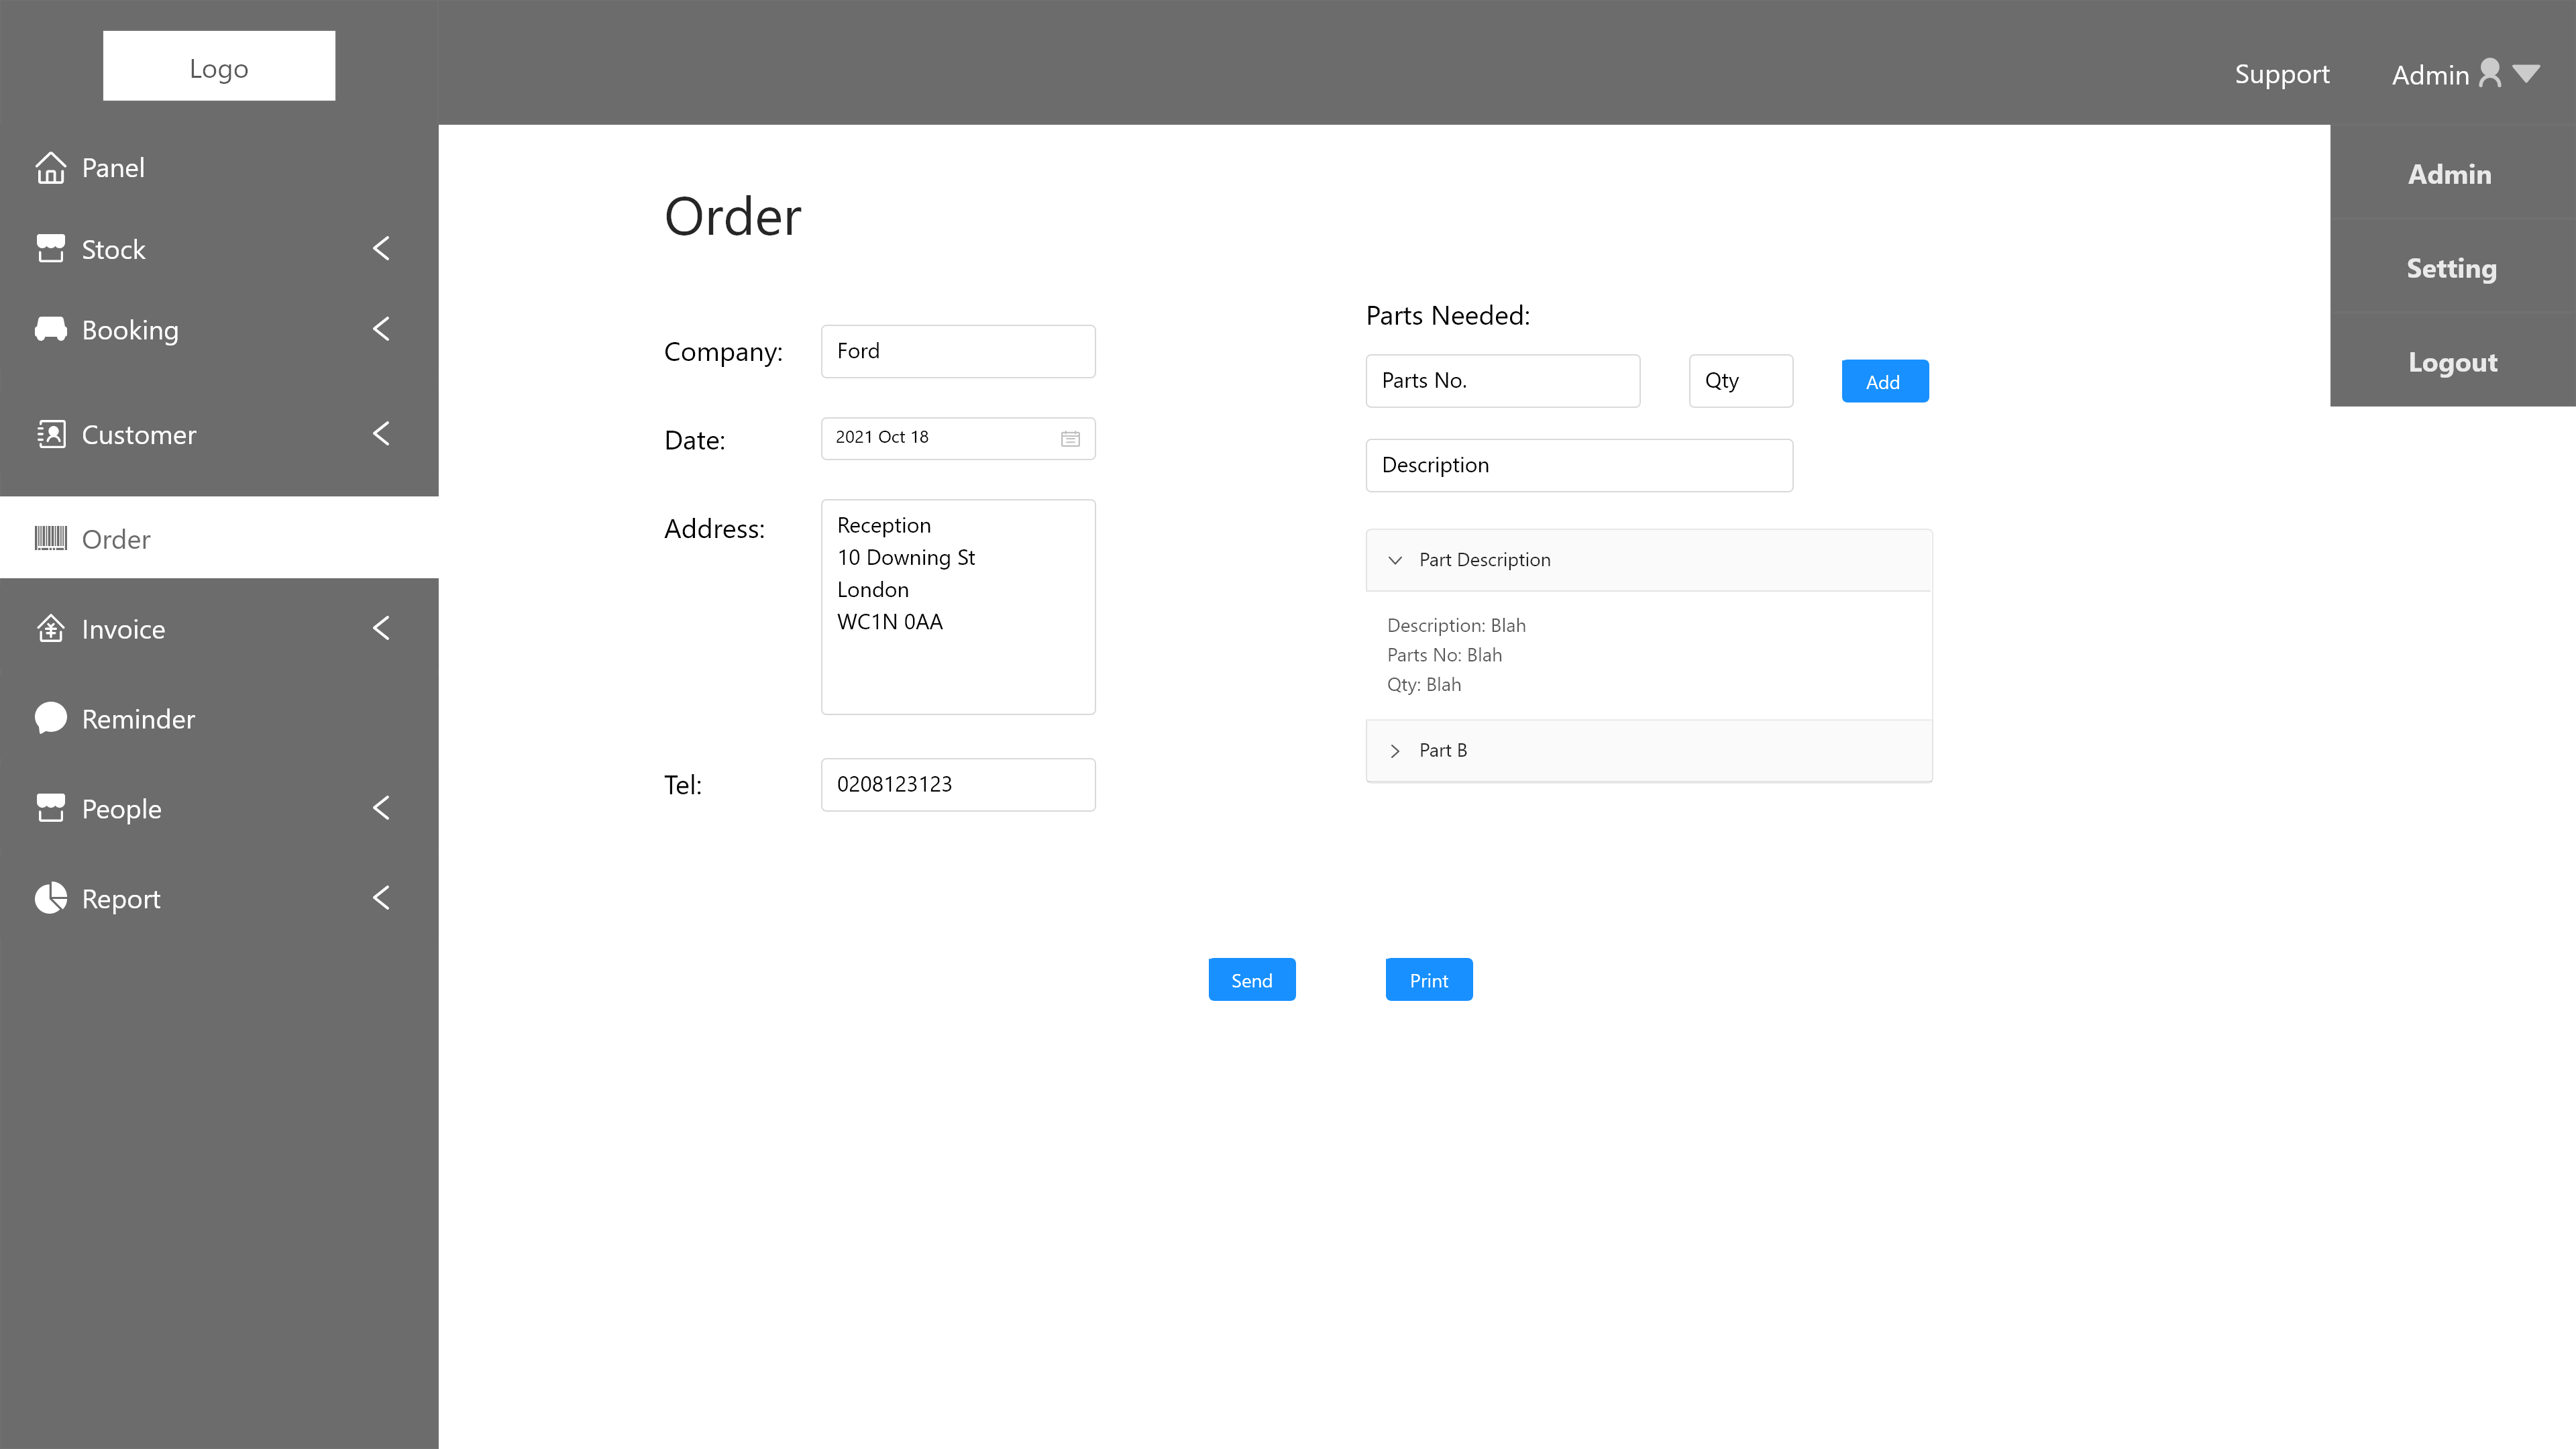 Logo
Support
Admin
Panel
Stock
Booking
Customer
Order
Invoice
Reminder
People
Report
Admin
Setting
Logout
Order
Company:
Ford
Date:
2021 Oct 18
Address:
Reception
10 Downing St
London
WC1N 0AA
Tel:
0208123123
Parts Needed:
Parts No.
Qty
Add
Description
Part Description
Description: Blah
Parts No: Blah
Qty: Blah
Part B
Send
Print